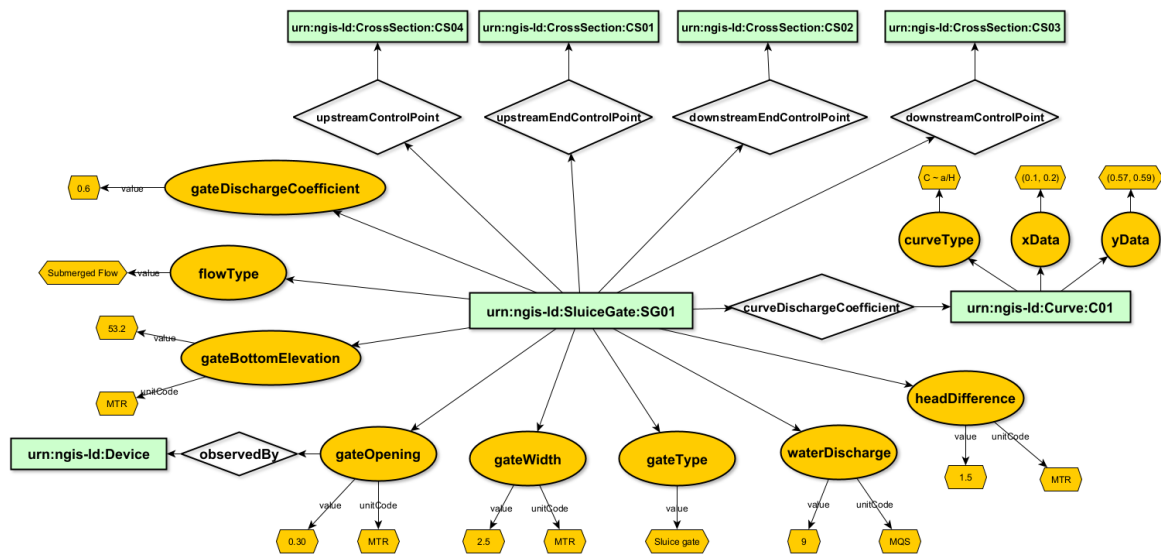 urn:ngis-ld:CrossSection:CS04
urn:ngis-ld:CrossSection:CS01
urn:ngis-ld:CrossSection:CS02
urn:ngis-ld:CrossSection:CS03
upstreamControlPoint
upstreamEndControlPoint
downstreamEndControlPoint
downstreamControlPoint
0.6
value
gateDischargeCoefficient
C ~ a/H
(0.1, 0.2)
(0.57, 0.59)
curveType
xData
yData
Submerged Flow
value
flowType
urn:ngis-ld:SluiceGate:SG01
curveDischargeCoefficient
urn:ngis-ld:Curve:C01
53.2
value
gateBottomElevation
unitCode
MTR
headDifference
value
unitCode
1.5
MTR
urn:ngis-ld:Device
observedBy
gateOpening
gateWidth
gateType
waterDischarge
value
unitCode
value
unitCode
value
value
unitCode
0.30
MTR
2.5
MTR
Sluice gate
9
MQS